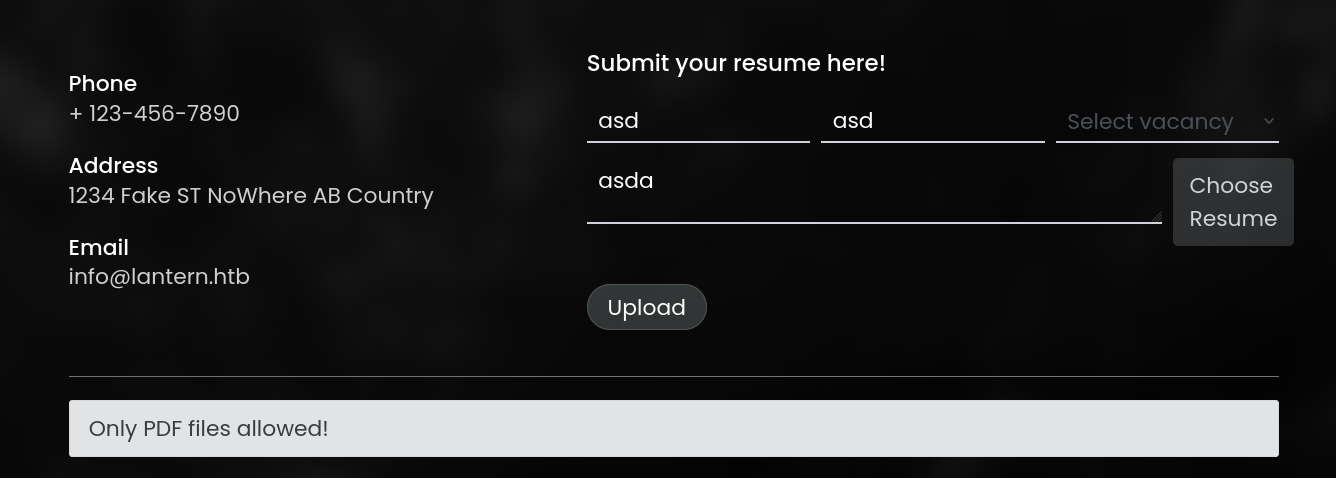 Phone
+ 123-456-7890
Address
1234 Fake ST NoWhere AB Country
Email
info@lantern.htb
Submit your resume here!
asd
asd
Select vacancy
asda
Choose
Resume
Upload
Only PDF files allowed!